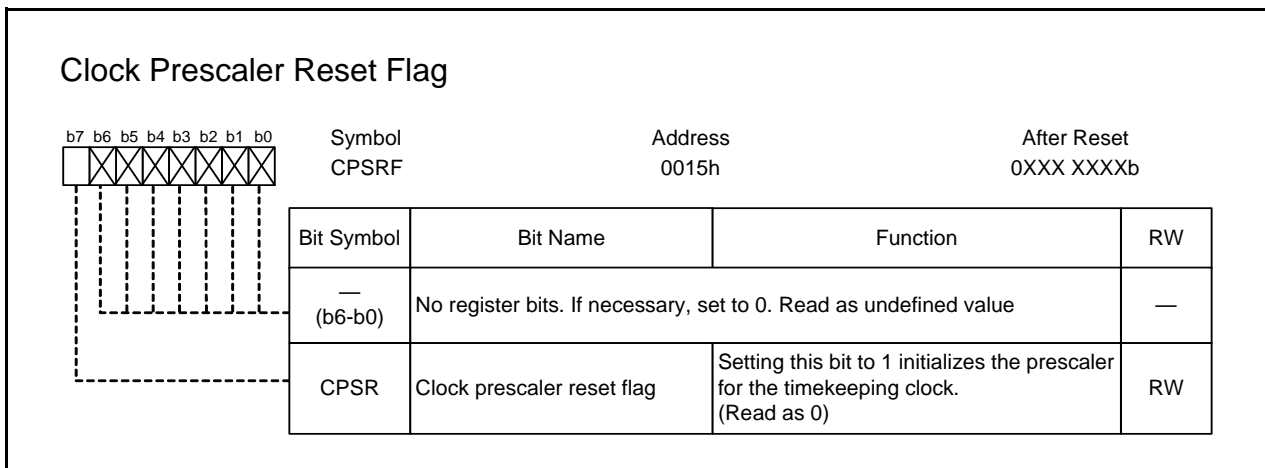 Clock Prescaler Reset Flag
b7 b6 b5 b4 b3 b2 b1 b0
Symbol Address After Reset
CPSRF 0015h 0XXX XXXXb
Bit Symbol Bit Name Function RW
—
(b6-b0) No register bits. If necessary, set to 0. Read as undefined value —
CPSR Clock prescaler reset flag Setting this bit to 1 initializes the prescaler
for the timekeeping clock.
(Read as 0) RW